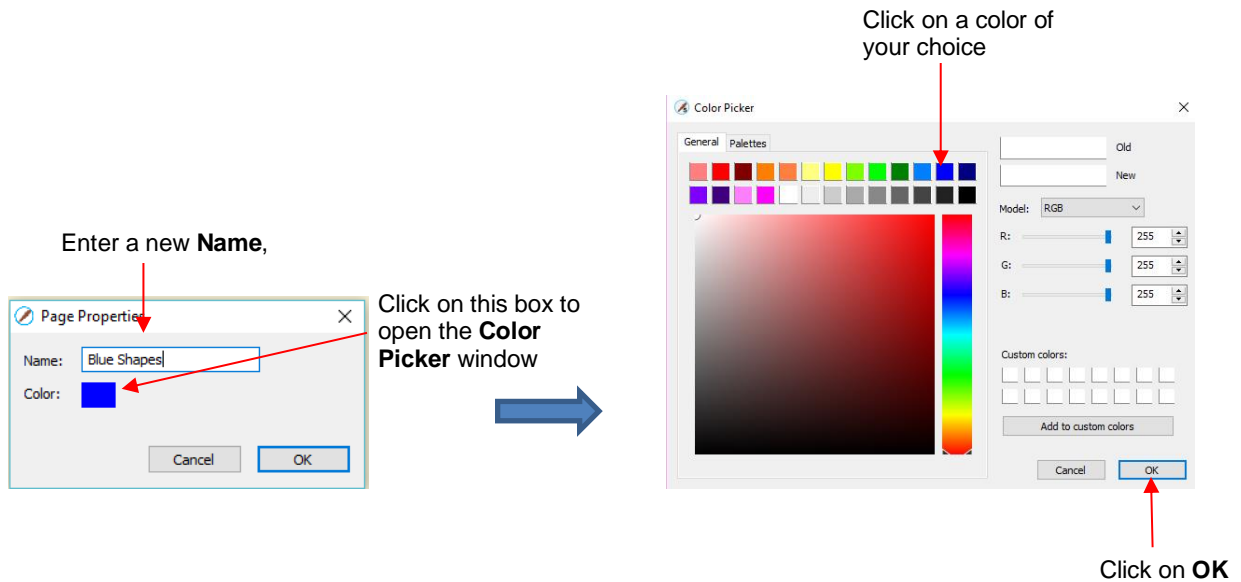 Click on a color of
your choice
Color Picker
General Palettes
Old
New
Model: RGB
R: 255
G: 255
B: 255
Custom colors:
Add to custom colors
Cancel OK
Click on OK
Enter a new Name,
Page Properties
Name: Blue Shapes
Color:
Cancel OK
Click on this box to
open the Color
Picker window